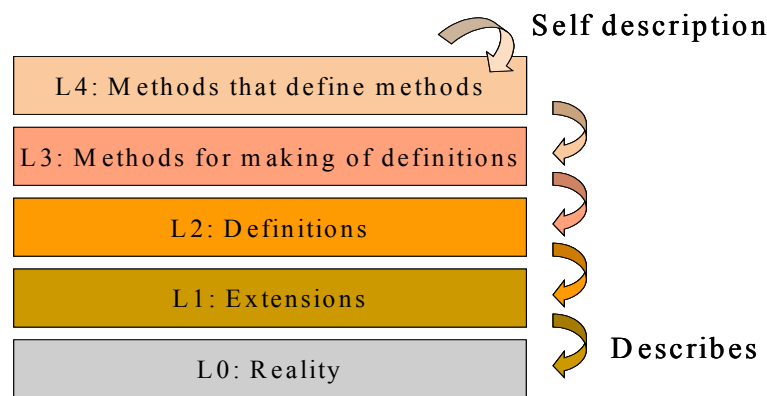 Self description
L4: Methods that define methods
L3: Methods for making of definitions
L2: Definitions
L1: Extensions
Describes
L0: Reality